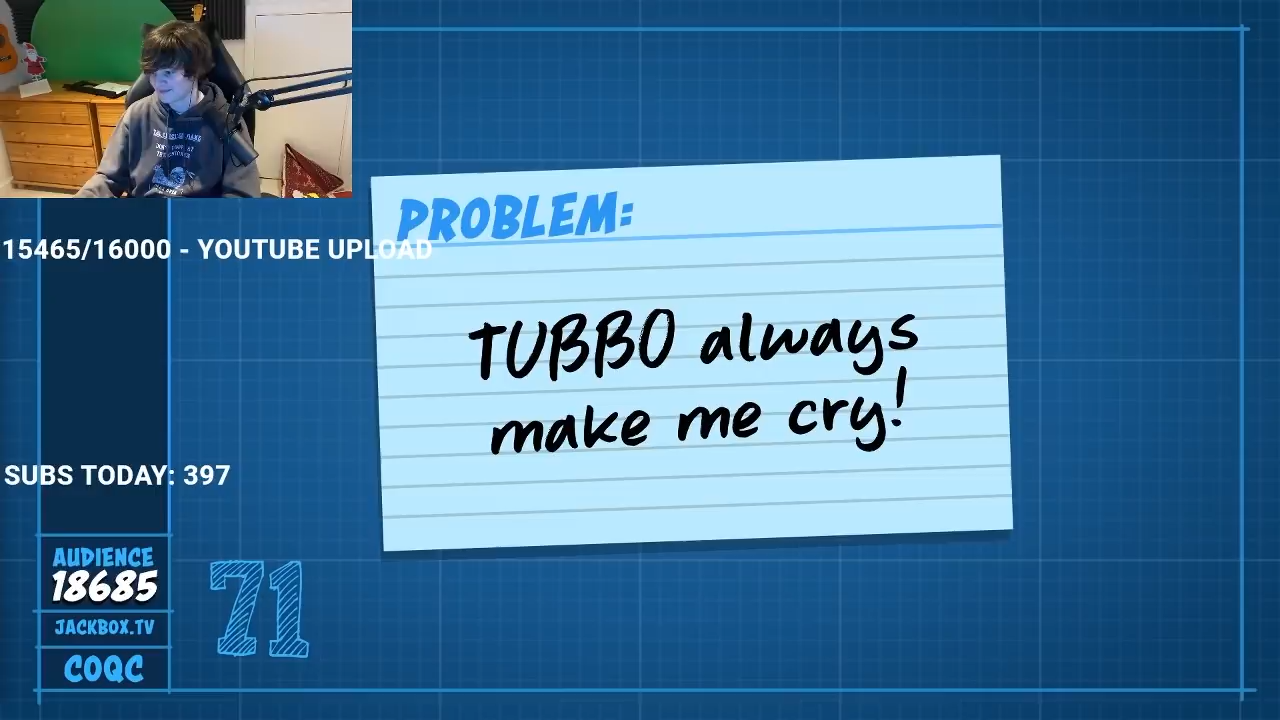 PROBLEM:
15465/16000 - YOUTUBE UPLOAD
TUBBO always
make me cry!
SUBS TODAY: 397
AUDIENCE
18685
71
JACKBOX.TV
COQC